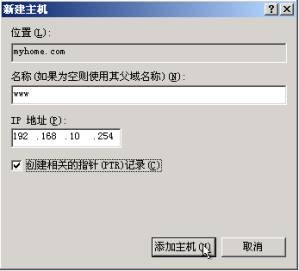 新建主机
位置(L):
myhome.com
名称(如果为空则使用其父域名称)(N):
www
IP 地址(P):
192 .168 .10 .254
创建相关的指针(PTR)记录(C)
添加主机(H) 取消